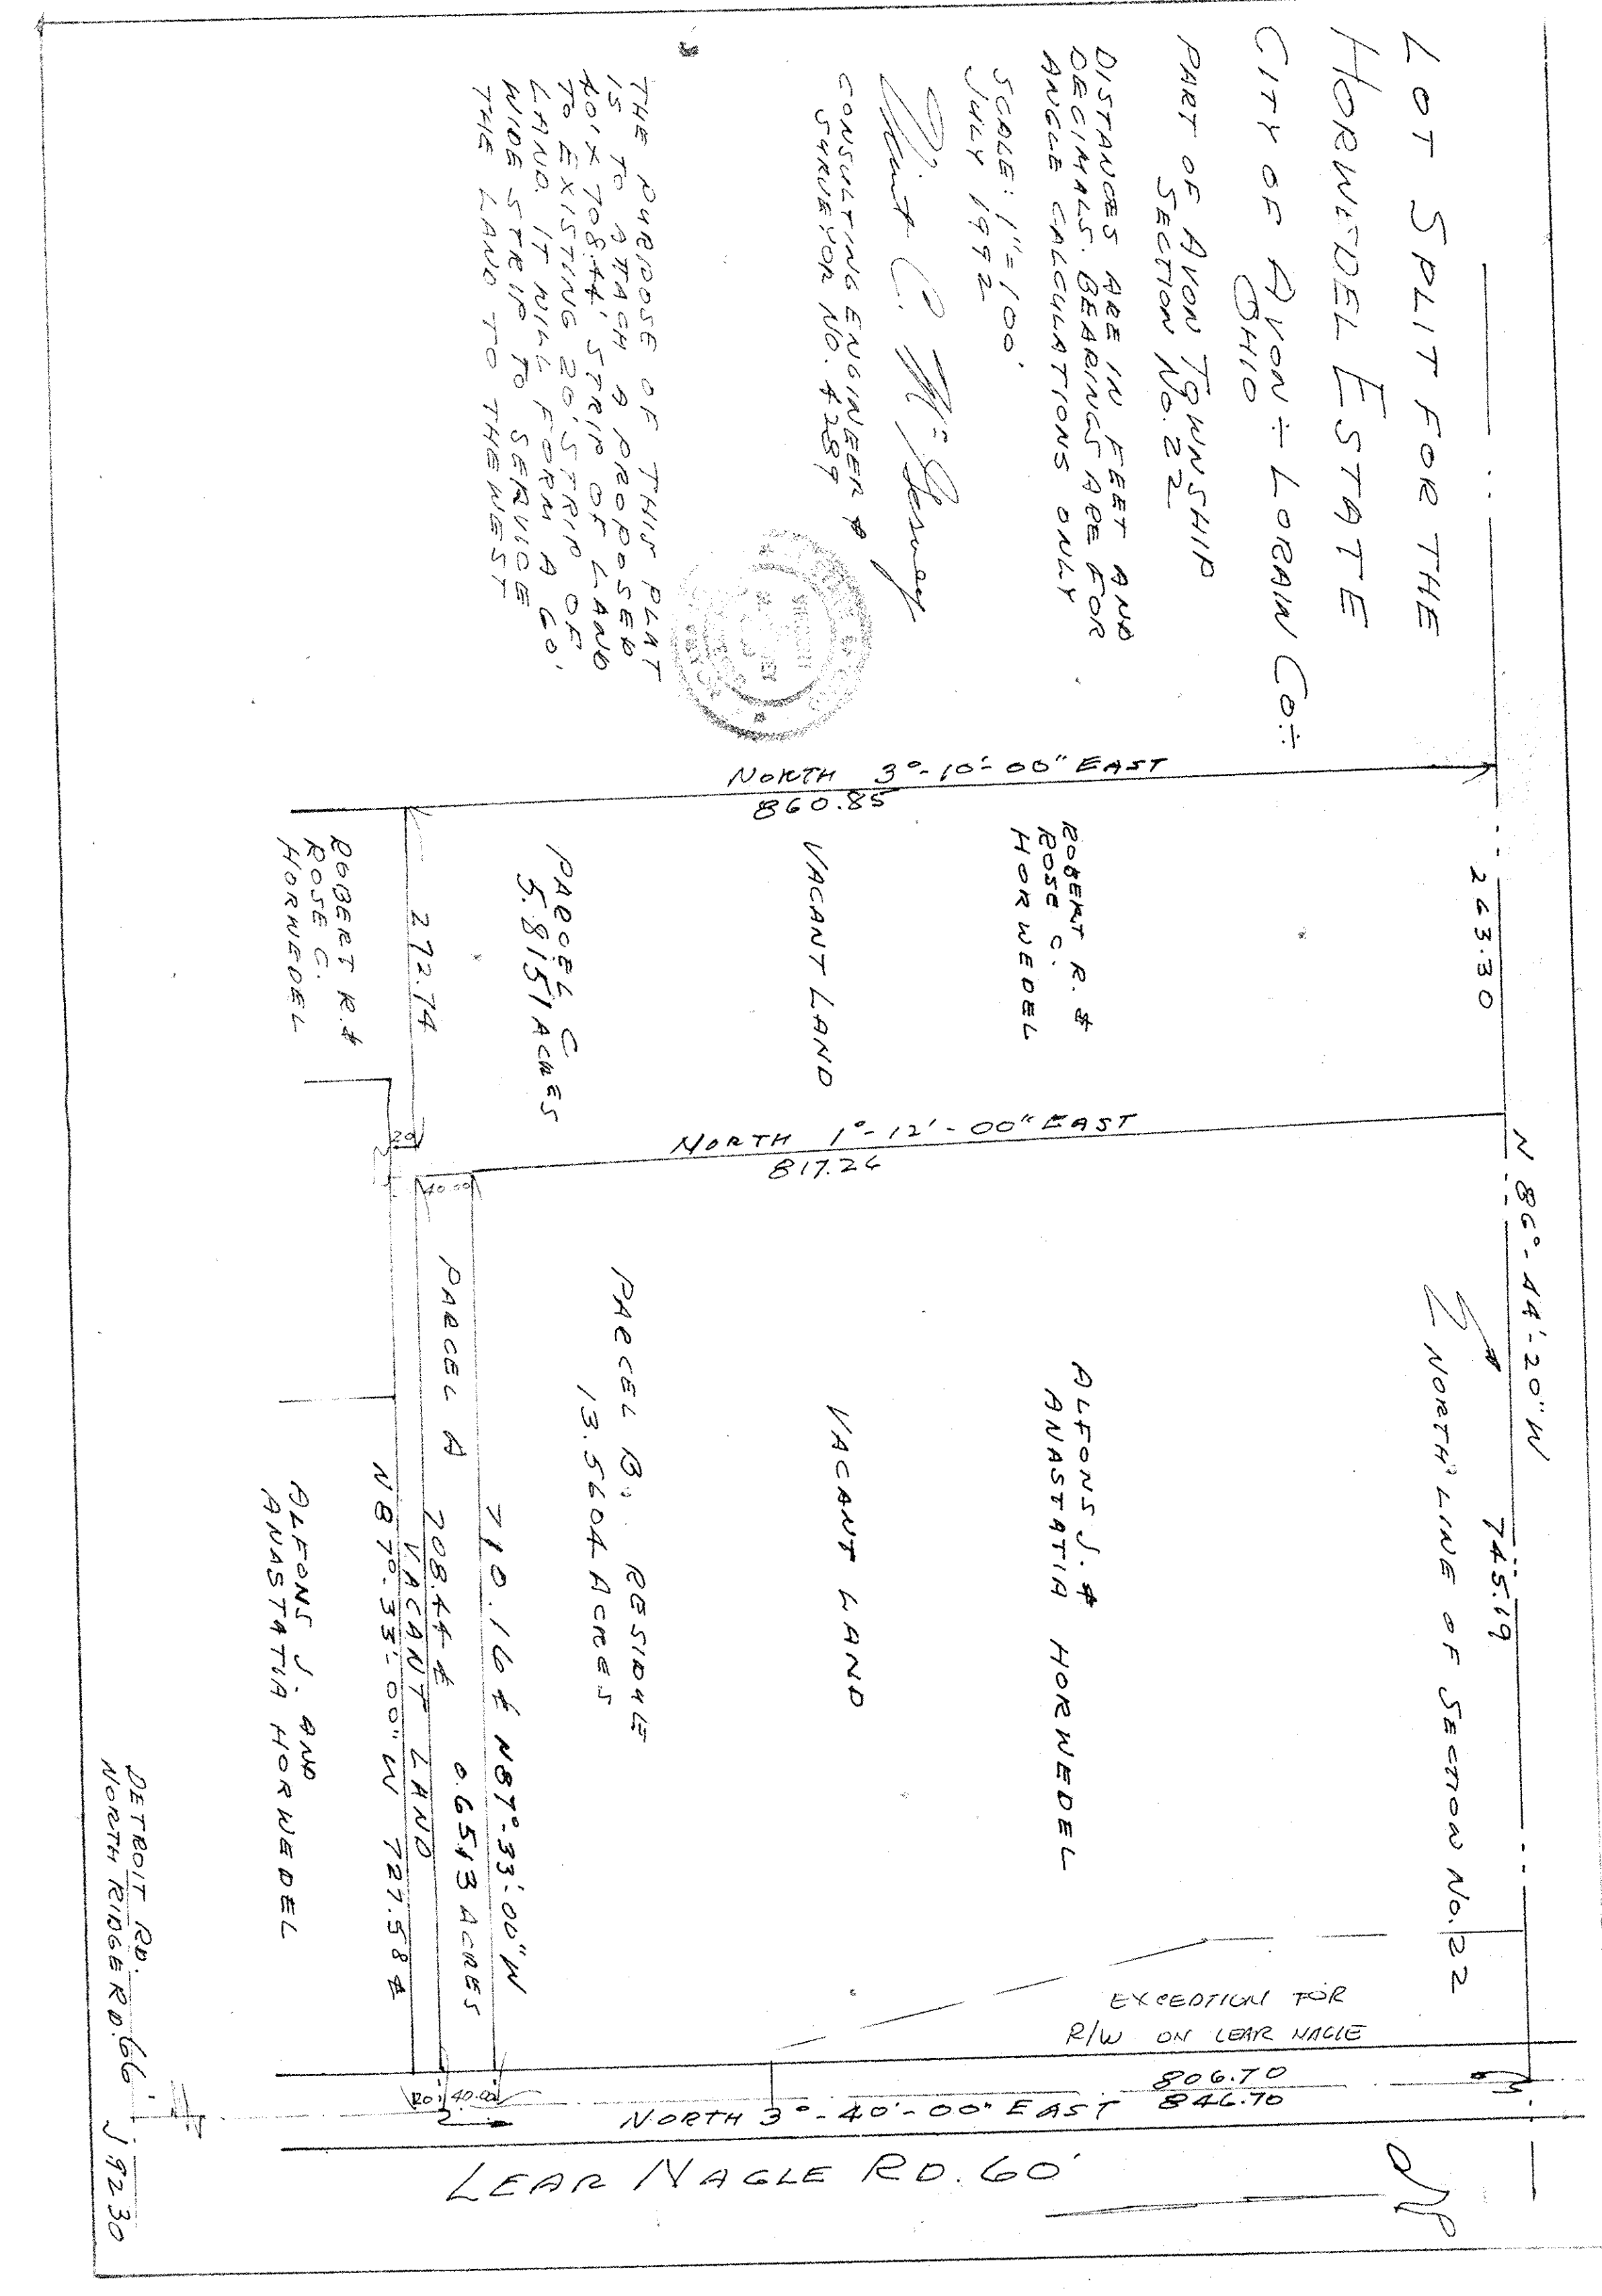 LOT SPLIT FOR THE
HORWEDEL ESTATE
CITY OF AVON ÷ LORAIN CO÷
OHIO
PART OF AVON TOWNSHIP
SECTION NO. 22
DISTANCES ARE IN FEET AND
DECIMALS. BEARINGS ARE FOR
ANGLE CALCULATIONS ONLY
SCALE: 1"=100'
JULY 1992
CONSULTING ENGINEER &
SURVEYOR NO. 4289
THE PURPOSE OF THIS PLAT
IS TO ATTACH A PROPOSED
40' X 708.44' STRIP OF LAND
TO EXISTING 20' STRIP OF
LAND. IT WILL FORM A 60'
WIDE STRIP TO SERVICE
THE LAND TO THE WEST
NORTH 3°-10'-00" EAST
860.85
263.30
ROBERT R. &
ROSE C.
HORWEDEL
VACANT LAND
PARCEL C
5.8151 ACRES
272.74
ROBERT R. &
ROSE C.
HORWEDEL
20
NORTH 1°-12'-00" EAST
817.26
40.00
N 86°-44'-20" W
745.19
NORTH LINE OF SECTION NO. 22
ALFONS J. &
ANASTATIA HORWEDEL
VACANT LAND
PARCEL B: RESIDUE
13.5604 ACRES
710.16 ¢ N87°-33'-00" W
PARCEL A 708.44 ¢ 0.6513 ACRES
VACANT LAND
N 87°-33'-00" W 727.58 ¢
ALFONS J. AND
ANASTATIA HORWEDEL
EXCEPTION FOR
R/W ON LEAR NAGLE
806.70
846.70
20' 40.00
NORTH 3°-40'-00" EAST
LEAR NAGLE RD. 60'
DETROIT RD.
NORTH RIDGE RD. 66'
J 9230